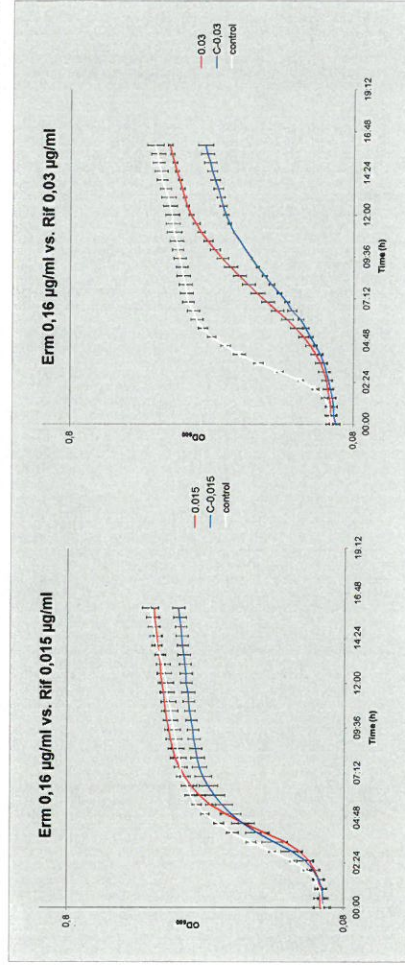 Erm 0,16 µg/ml vs. Rif 0,015 µg/ml
0,8
OD₆₀₀
0,08
00:00 02:24 04:48 07:12 09:36 12:00 14:24 16:48 19:12
Time (h)
0.015
C-0,015
control
Erm 0,16 µg/ml vs. Rif 0,03 µg/ml
0,8
OD₆₀₀
0,08
00:00 02:24 04:48 07:12 09:36 12:00 14:24 16:48 19:12
Time (h)
0.03
C-0,03
control